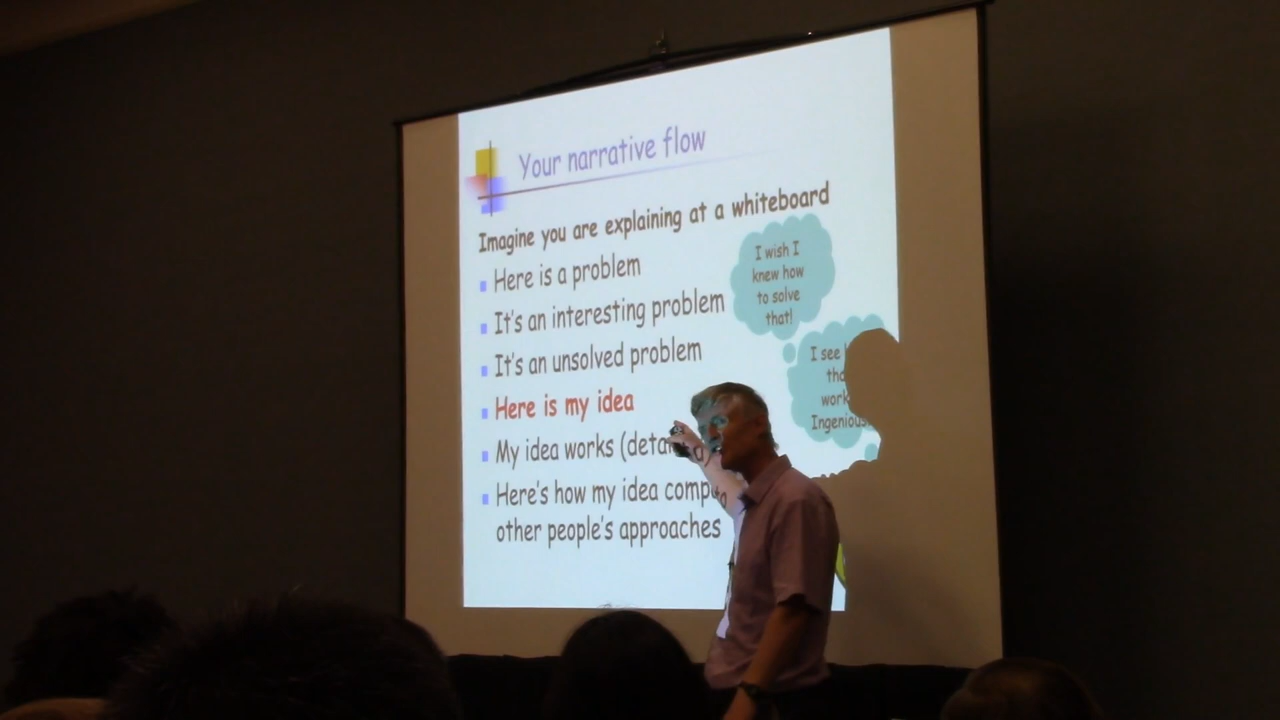 Your narrative flow
Imagine you are explaining at a whiteboard
Here is a problem
It's an interesting problem
It's an unsolved problem
Here is my idea
My idea works
Here's how my idea
other people's approaches
I wish I
knew how
to solve
that!
I see
Ingenious